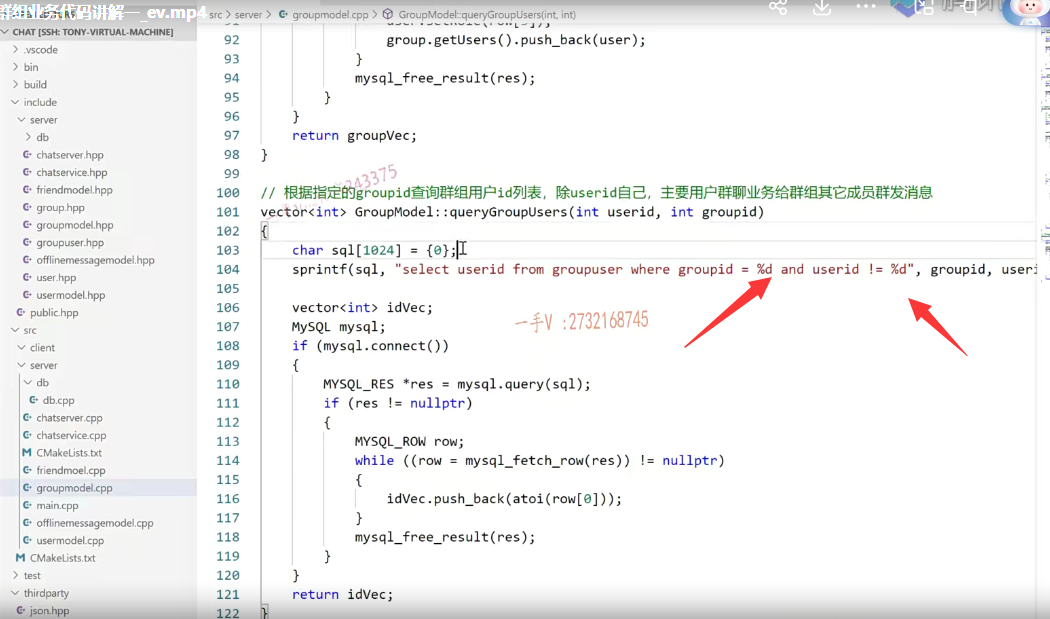 群组业务代码讲解一_ev.mp4
src > server > groupmodel.cpp > GroupModel::queryGroupUsers(int, int)
CHAT [SSH: TONY-VIRTUAL-MACHINE]
.vscode
bin
build
include
server
db
chatserver.hpp
chatservice.hpp
friendmodel.hpp
group.hpp
groupmodel.hpp
groupuser.hpp
offlinemessagemodel.hpp
user.hpp
usermodel.hpp
public.hpp
src
client
server
db
db.cpp
chatserver.cpp
chatservice.cpp
CMakeLists.txt
friendmoel.cpp
groupmodel.cpp
main.cpp
offlinemessagemodel.cpp
usermodel.cpp
CMakeLists.txt
test
thirdparty
json.hpp
92 group.getUsers().push_back(user);
93 }
94 mysql_free_result(res);
95 }
96 }
97 return groupVec;
98 }
99
100 // 根据指定的groupid查询群组用户id列表，除userid自己，主要用户群聊业务给群组其它成员群发消息
101 vector<int> GroupModel::queryGroupUsers(int userid, int groupid)
102 {
103 char sql[1024] = {0};
104 sprintf(sql, "select userid from groupuser where groupid = %d and userid != %d", groupid, useri
105
106 vector<int> idVec;
107 MySQL mysql;
108 if (mysql.connect())
109 {
110 MYSQL_RES *res = mysql.query(sql);
111 if (res != nullptr)
112 {
113 MYSQL_ROW row;
114 while ((row = mysql_fetch_row(res)) != nullptr)
115 {
116 idVec.push_back(atoi(row[0]));
117 }
118 mysql_free_result(res);
119 }
120 }
121 return idVec;
122 }
343375
一手V :2732168745